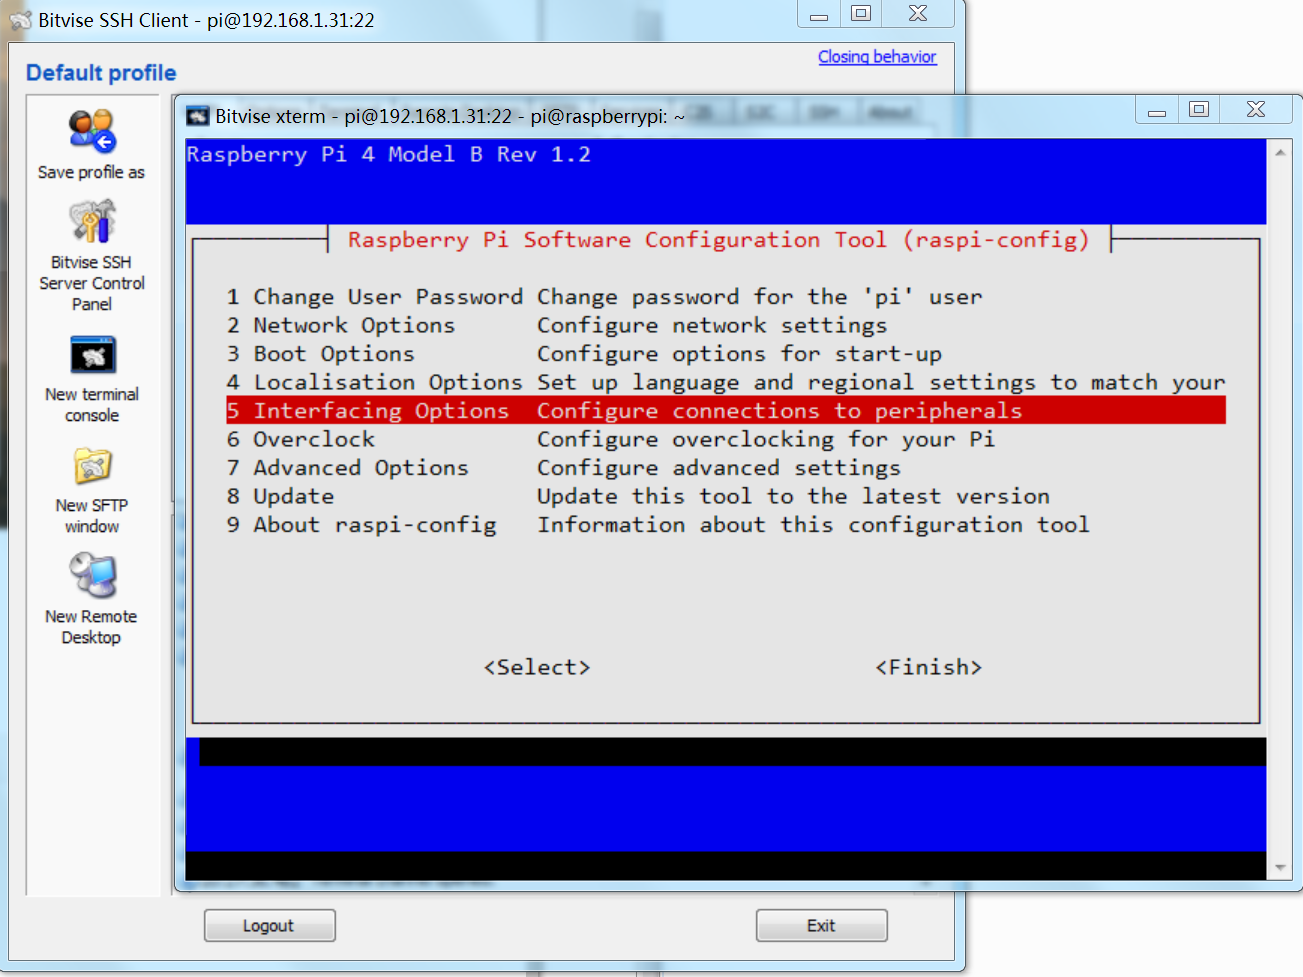 Bitvise SSH Client - pi@192.168.1.31:22
Closing behavior
Default profile
Save profile as
Bitvise SSH
Server Control
Panel
New terminal
console
New SFTP
window
New Remote
Desktop
Bitvise xterm - pi@192.168.1.31:22 - pi@raspberrypi: ~
Raspberry Pi 4 Model B Rev 1.2
Raspberry Pi Software Configuration Tool (raspi-config)
1 Change User Password Change password for the 'pi' user
2 Network Options Configure network settings
3 Boot Options Configure options for start-up
4 Localisation Options Set up language and regional settings to match your
5 Interfacing Options Configure connections to peripherals
6 Overclock Configure overclocking for your Pi
7 Advanced Options Configure advanced settings
8 Update Update this tool to the latest version
9 About raspi-config Information about this configuration tool
<Select> <Finish>
Logout Exit